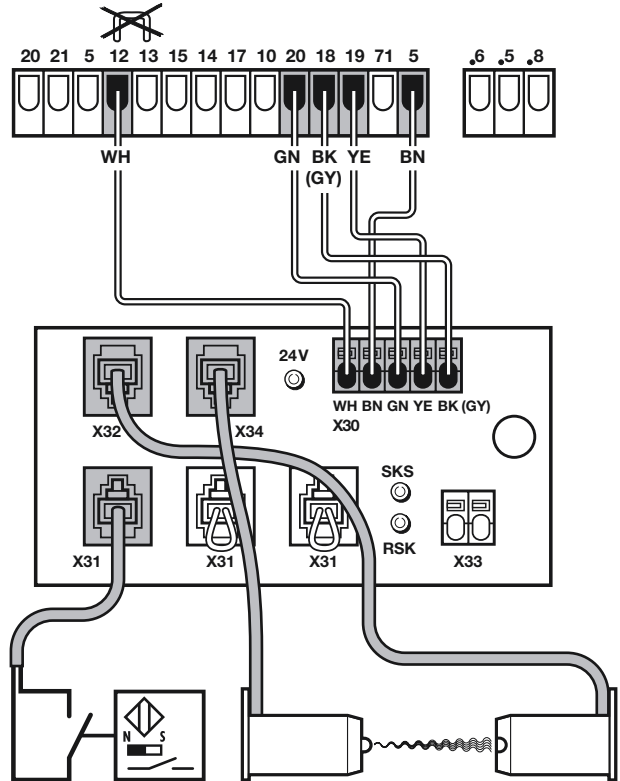 20 21 5 12 13 15 14 17 10 20 18 19 71 5 .6 .5 .8
WH GN BK YE BN
(GY)
24V
WH BN GN YE BK (GY)
X30
X32 X34
SKS
RSK
X31 X31 X31 X33
N S